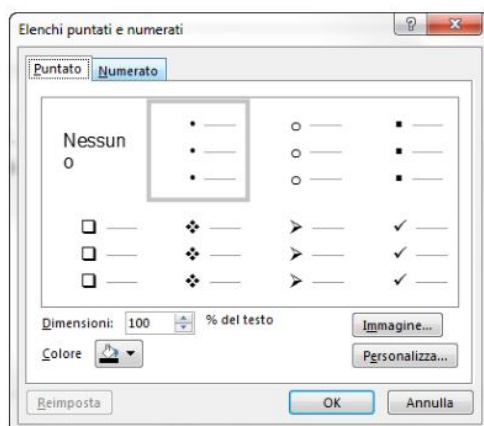 Elenchi puntati e numerati
Puntato Numerato
Nessun
o
Dimensioni: 100 % del testo
Immagine...
Colore
Personalizza...
Reimposta OK Annulla